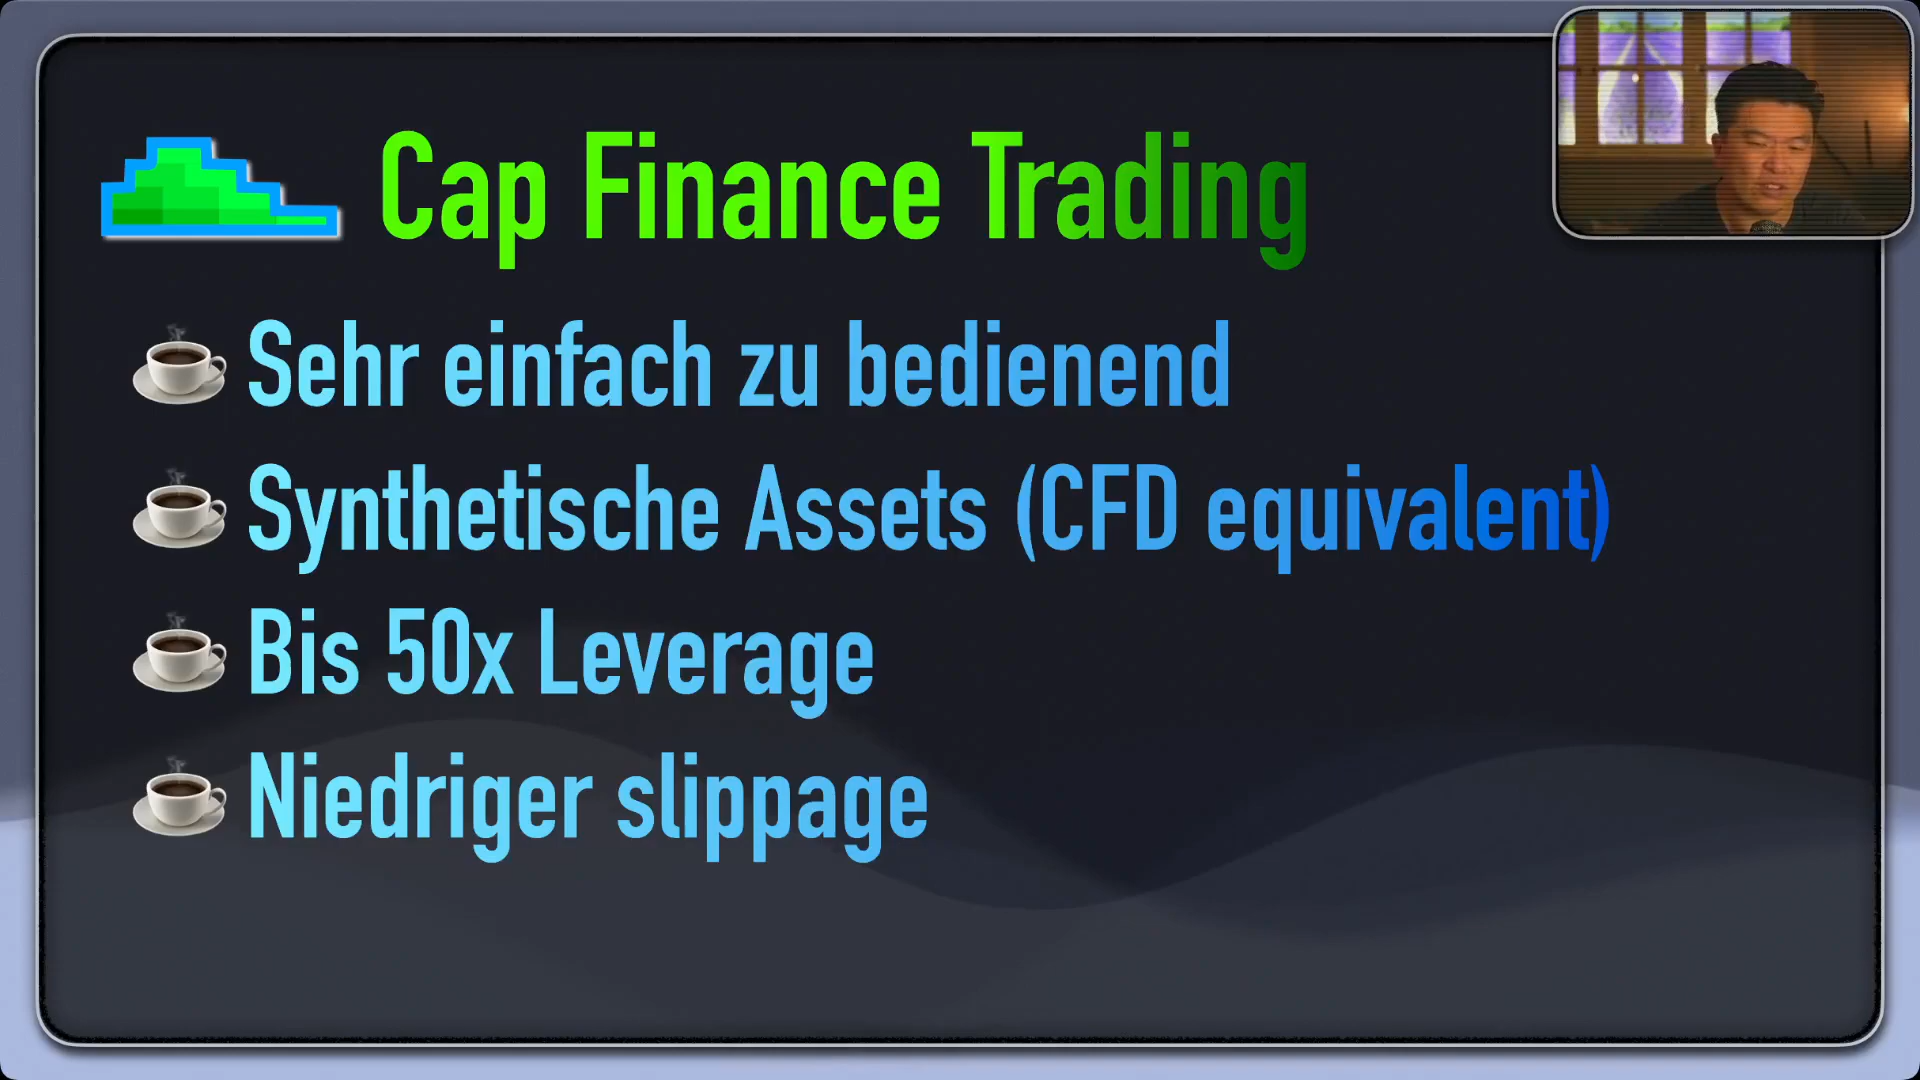 Cap Finance Trading
Sehr einfach zu bedienend
Synthetische Assets (CFD equivalent)
Bis 50x Leverage
Niedriger slippage